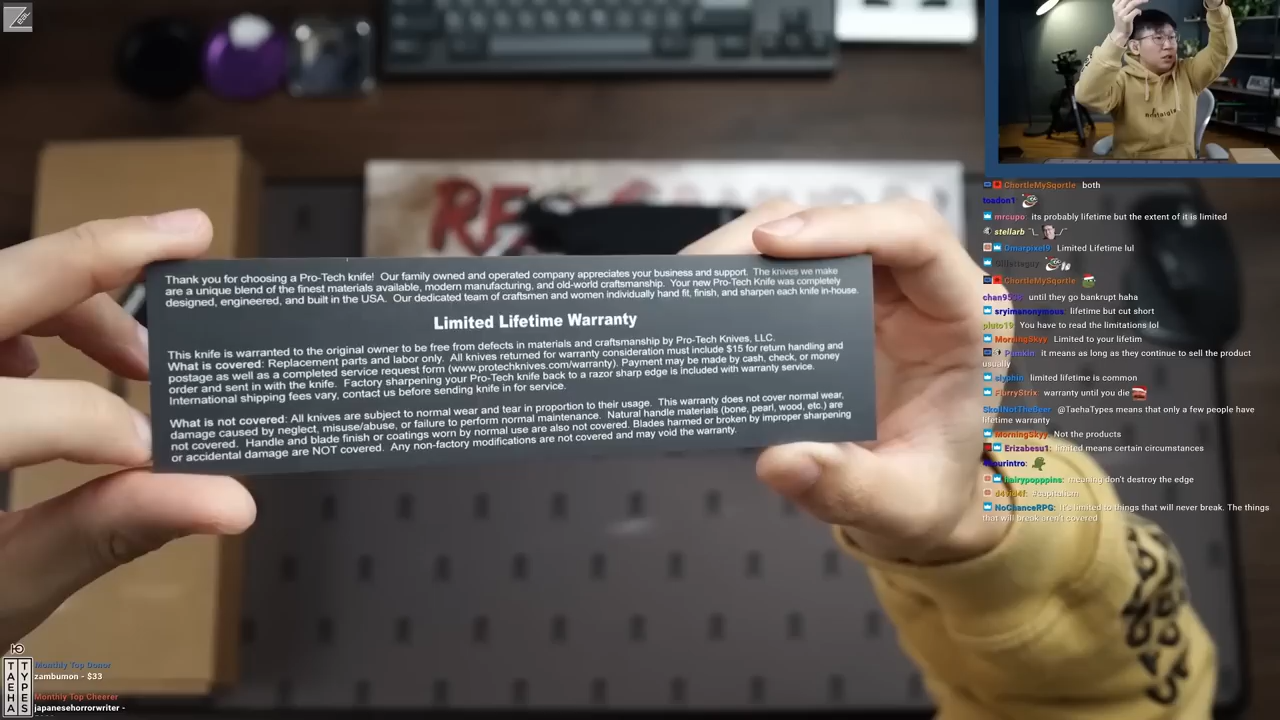 Thank you for choosing a Pro-Tech knife! Our family owned and operated company appreciates your business and support. The knives we make
are a unique blend of the finest materials available, modern manufacturing, and old-world craftsmanship. Your new Pro-Tech Knife was completely
designed, engineered, and built in the USA. Our dedicated team of craftsmen and women individually hand fit, finish, and sharpen each knife in-house.
Limited Lifetime Warranty
This knife is warranted to the original owner to be free from defects in materials and craftsmanship by Pro-Tech Knives, LLC.
What is covered: Replacement parts and labor only. All knives returned for warranty consideration must include $15 for return handling and
postage as well as a completed service request form (www.protechknives.com/warranty). Payment may be made by cash, check, or money
order and sent in with the knife. Factory sharpening your Pro-Tech knife back to a razor sharp edge is included with warranty service.
International shipping fees vary, contact us before sending knife in for service.
What is not covered: All knives are subject to normal wear and tear in proportion to their usage. This warranty does not cover normal wear,
damage caused by neglect, misuse/abuse, or failure to perform normal maintenance. Natural handle materials (bone, pearl, wood, etc.) are
not covered. Handle and blade finish or coatings worn by normal use are also not covered. Blades harmed or broken by improper sharpening
or accidental damage are NOT covered. Any non-factory modifications are not covered and may void the warranty.
ChortleMySqortle both
toadon1
mrcupo its probably lifetime but the extent of it is limited
stellarb
Omarpixel9 Limited Lifetime lul
ChortleMySqortle
until they go bankrupt haha
sryimanonymous: lifetime but cut short
You have to read the limitations lol
MorningSkyy Limited to your lifetime
it means as long as they continue to sell the product
usually
slyphin limited lifetime is common
FlurryStrix: warranty until you die
@TaehaTypes means that only a few people have
lifetime warranty
MorningSkyy Not the products
Erizabesu1: limited means certain circumstances
hairypopppins: meaning don't destroy the edge
#capitalism
NoChanceRPG: it's limited to things that will never break. The things
that will break aren't covered
TAEHA
TYPES
Monthly Top Donor
zambumon - $33
Monthly Top Cheerer
japanesehorrorwriter -